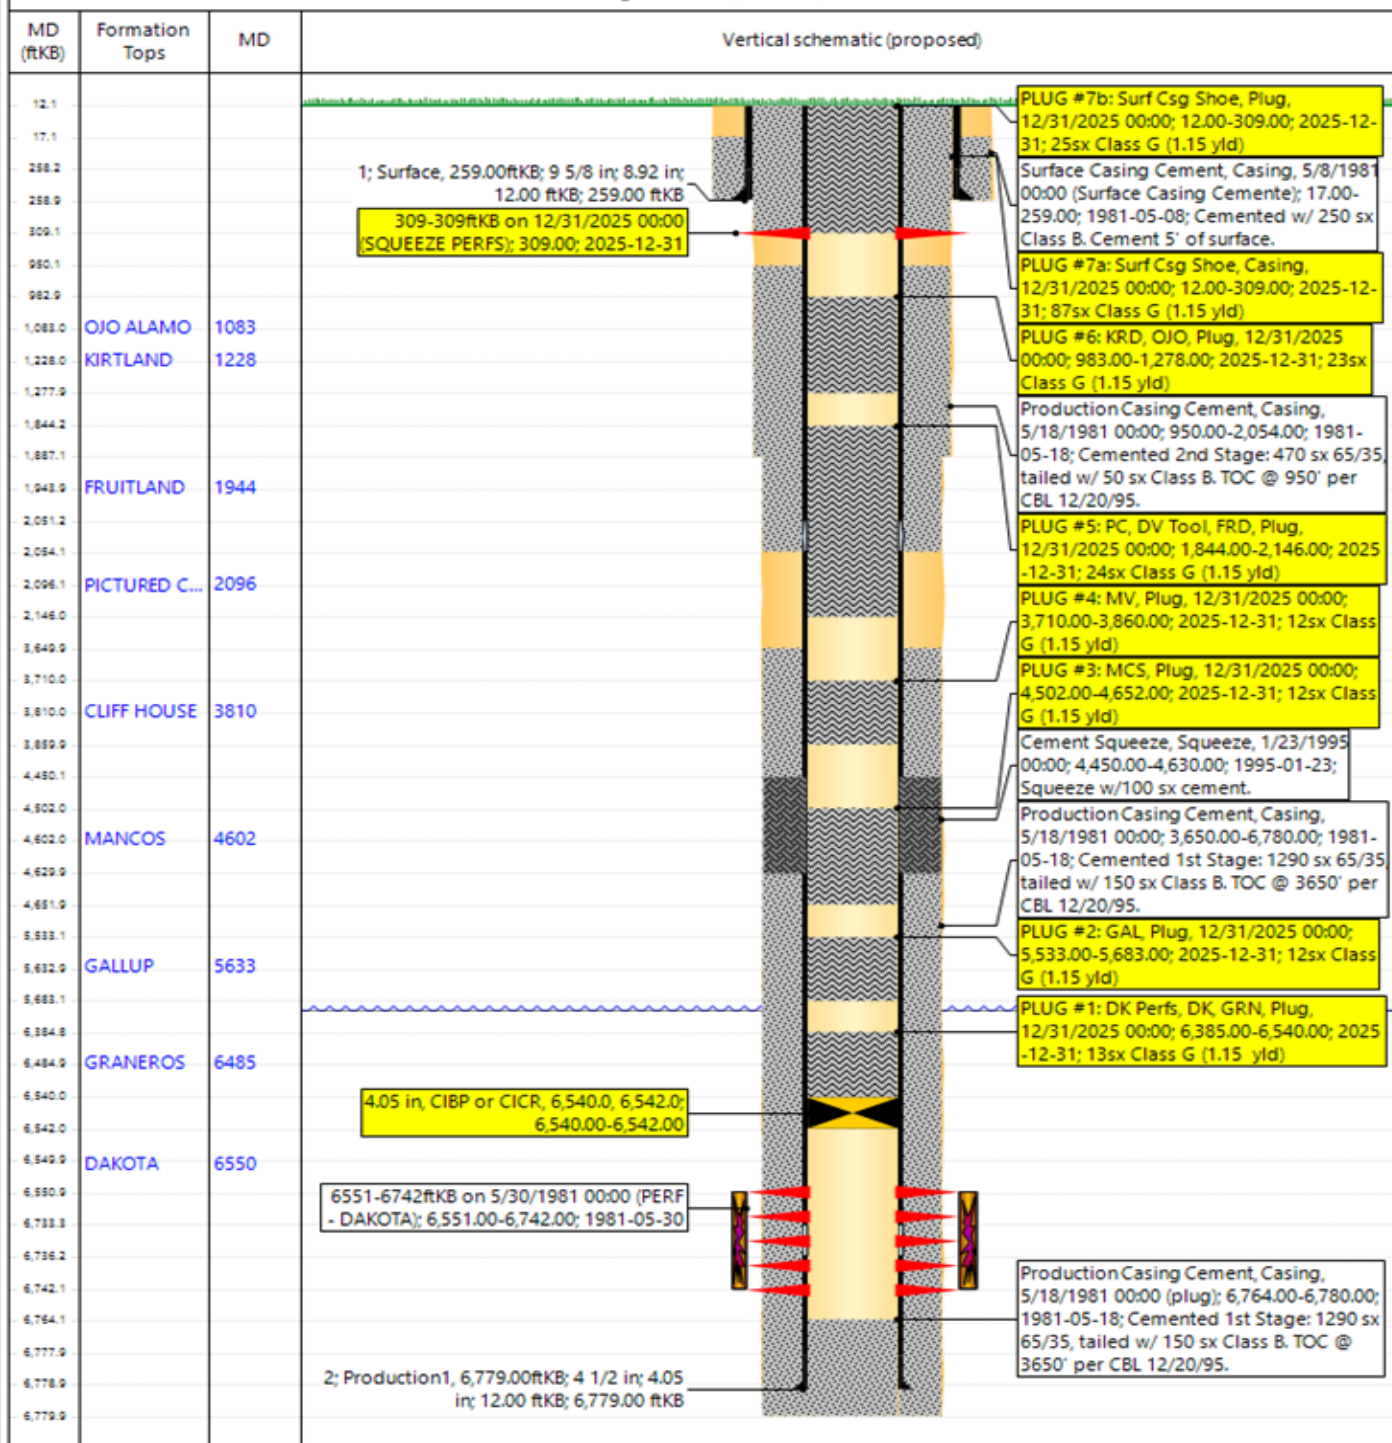 MD
(ftKB)
Formation
Tops
MD
Vertical schematic (proposed)
12.1
17.1
258.2
258.9
309.1
950.1
982.9
1,083.0
1,228.0
1,277.9
1,844.2
1,887.1
1,943.9
2,051.2
2,054.1
2,096.1
2,146.0
3,649.9
3,710.0
3,810.0
3,859.9
4,450.1
4,502.0
4,602.0
4,629.9
4,651.9
5,533.1
5,632.9
5,683.1
6,384.8
6,484.9
6,540.0
6,542.0
6,549.9
6,550.9
6,733.3
6,736.2
6,742.1
6,764.1
6,777.9
6,778.9
6,779.9
OJO ALAMO 1083
KIRTLAND 1228
FRUITLAND 1944
PICTURED C... 2096
CLIFF HOUSE 3810
MANCOS 4602
GALLUP 5633
GRANEROS 6485
DAKOTA 6550
1; Surface, 259.00ftKB; 9 5/8 in; 8.92 in;
12.00 ftKB; 259.00 ftKB
309-309ftKB on 12/31/2025 00:00
(SQUEEZE PERFS); 309.00; 2025-12-31
4.05 in, CIBP or CICR, 6,540.0, 6,542.0;
6,540.00-6,542.00
6551-6742ftKB on 5/30/1981 00:00 (PERF
- DAKOTA); 6,551.00-6,742.00; 1981-05-30
2; Production1, 6,779.00ftKB; 4 1/2 in; 4.05
in; 12.00 ftKB; 6,779.00 ftKB
PLUG #7b: Surf Csg Shoe, Plug,
12/31/2025 00:00; 12.00-309.00; 2025-12-
31; 25sx Class G (1.15 yld)
Surface Casing Cement, Casing, 5/8/1981
00:00 (Surface Casing Cemente); 17.00-
259.00; 1981-05-08; Cemented w/ 250 sx
Class B. Cement 5' of surface.
PLUG #7a: Surf Csg Shoe, Casing,
12/31/2025 00:00; 12.00-309.00; 2025-12-
31; 87sx Class G (1.15 yld)
PLUG #6: KRD, OJO, Plug, 12/31/2025
00:00; 983.00-1,278.00; 2025-12-31; 23sx
Class G (1.15 yld)
Production Casing Cement, Casing,
5/18/1981 00:00; 950.00-2,054.00; 1981-
05-18; Cemented 2nd Stage: 470 sx 65/35,
tailed w/ 50 sx Class B. TOC @ 950' per
CBL 12/20/95.
PLUG #5: PC, DV Tool, FRD, Plug,
12/31/2025 00:00; 1,844.00-2,146.00; 2025
-12-31; 24sx Class G (1.15 yld)
PLUG #4: MV, Plug, 12/31/2025 00:00;
3,710.00-3,860.00; 2025-12-31; 12sx Class
G (1.15 yld)
PLUG #3: MCS, Plug, 12/31/2025 00:00;
4,502.00-4,652.00; 2025-12-31; 12sx Class
G (1.15 yld)
Cement Squeeze, Squeeze, 1/23/1995
00:00; 4,450.00-4,630.00; 1995-01-23;
Squeeze w/100 sx cement.
Production Casing Cement, Casing,
5/18/1981 00:00; 3,650.00-6,780.00; 1981-
05-18; Cemented 1st Stage: 1290 sx 65/35,
tailed w/ 150 sx Class B. TOC @ 3650' per
CBL 12/20/95.
PLUG #2: GAL, Plug, 12/31/2025 00:00;
5,533.00-5,683.00; 2025-12-31; 12sx Class
G (1.15 yld)
PLUG #1: DK Perfs, DK, GRN, Plug,
12/31/2025 00:00; 6,385.00-6,540.00; 2025
-12-31; 13sx Class G (1.15 yld)
Production Casing Cement, Casing,
5/18/1981 00:00 (plug); 6,764.00-6,780.00;
1981-05-18; Cemented 1st Stage: 1290 sx
65/35, tailed w/ 150 sx Class B. TOC @
3650' per CBL 12/20/95.